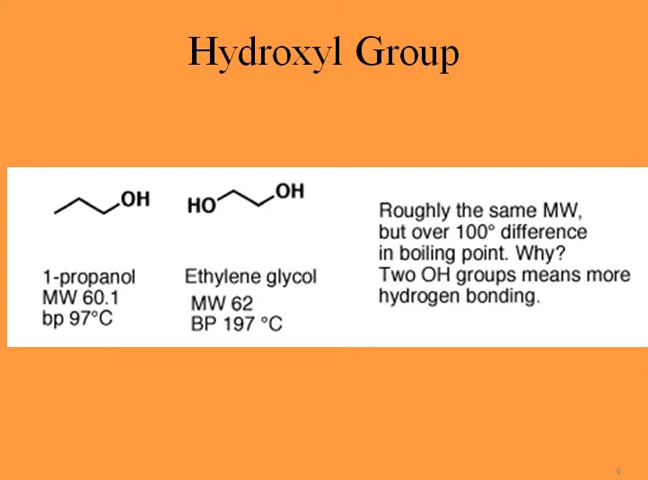 Hydroxyl Group
OH
HO
OH
1-propanol
MW 60.1
bp 97°C
Ethylene glycol
MW 62
BP 197 °C
Roughly the same MW,
but over 100° difference
in boiling point. Why?
Two OH groups means more
hydrogen bonding.
4